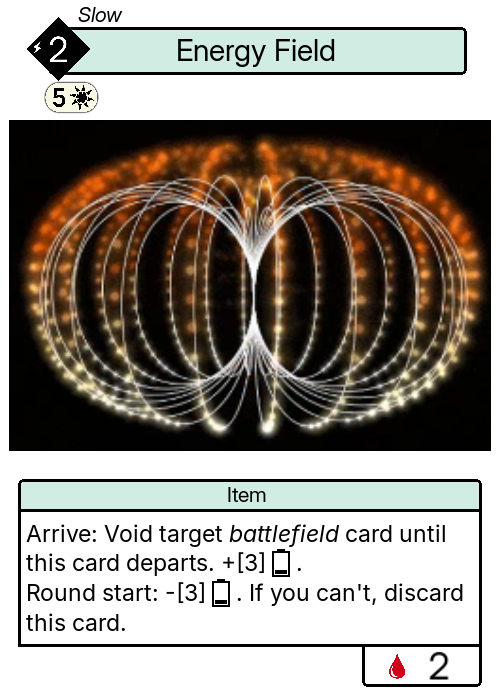 Slow
2
Energy Field
5
Item
Arrive: Void target battlefield card until
this card departs. +[3] .
Round start: -[3] . If you can't, discard
this card.
2